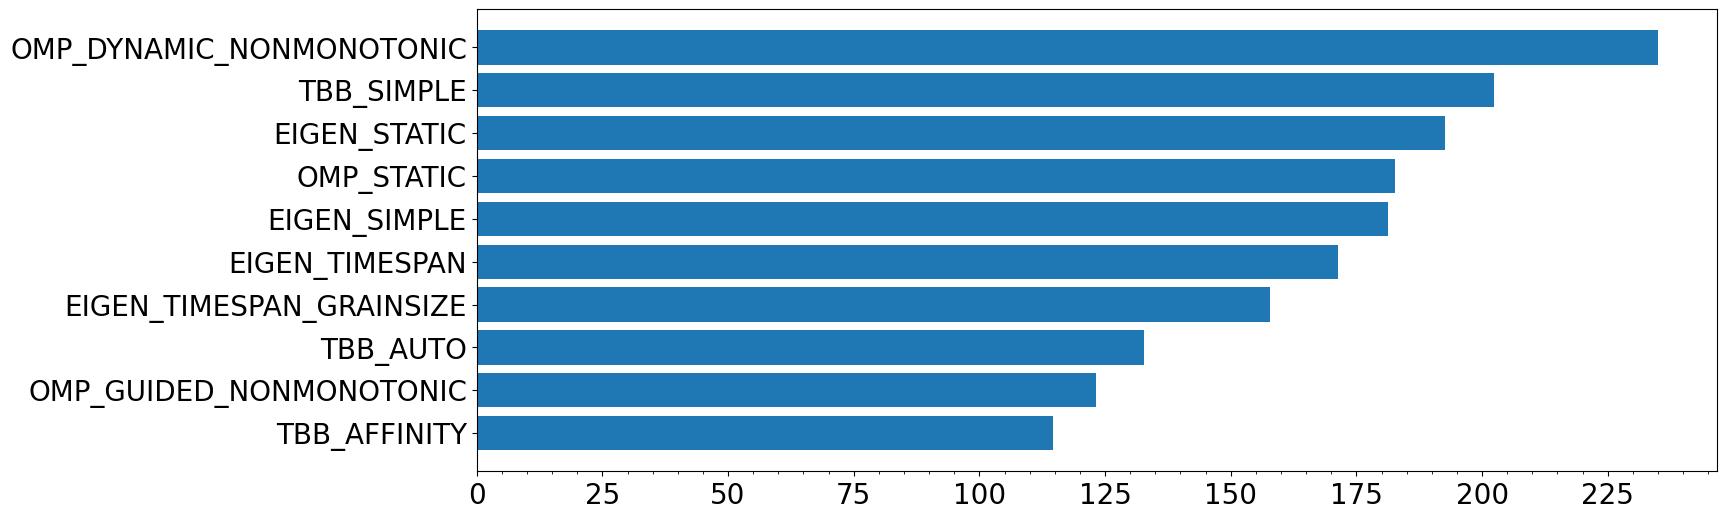 OMP_DYNAMIC_NONMONOTONIC
TBB_SIMPLE
EIGEN_STATIC
OMP_STATIC
EIGEN_SIMPLE
EIGEN_TIMESPAN
EIGEN_TIMESPAN_GRAINSIZE
TBB_AUTO
OMP_GUIDED_NONMONOTONIC
TBB_AFFINITY
0 25 50 75 100 125 150 175 200 225